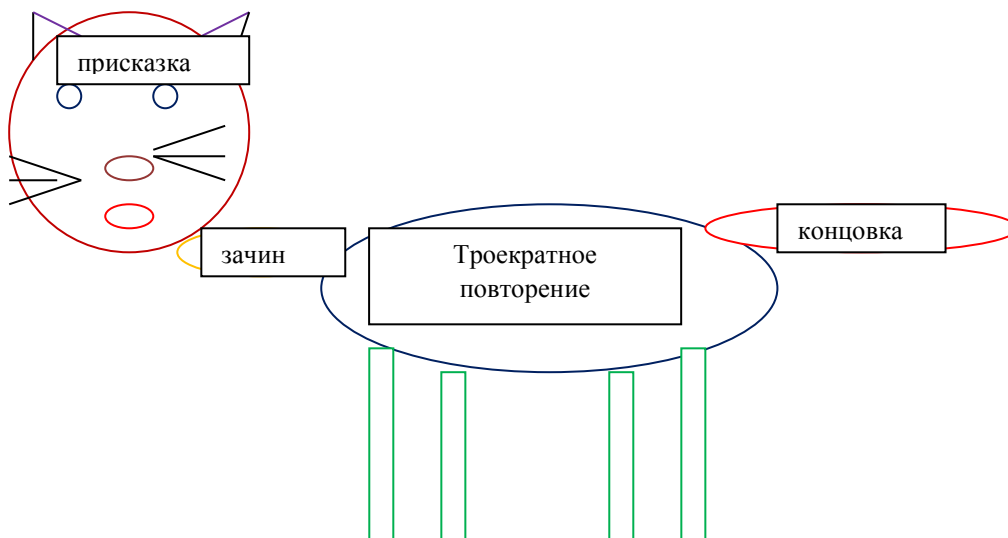 присказка
зачин
Троекратное
повторение
концовка